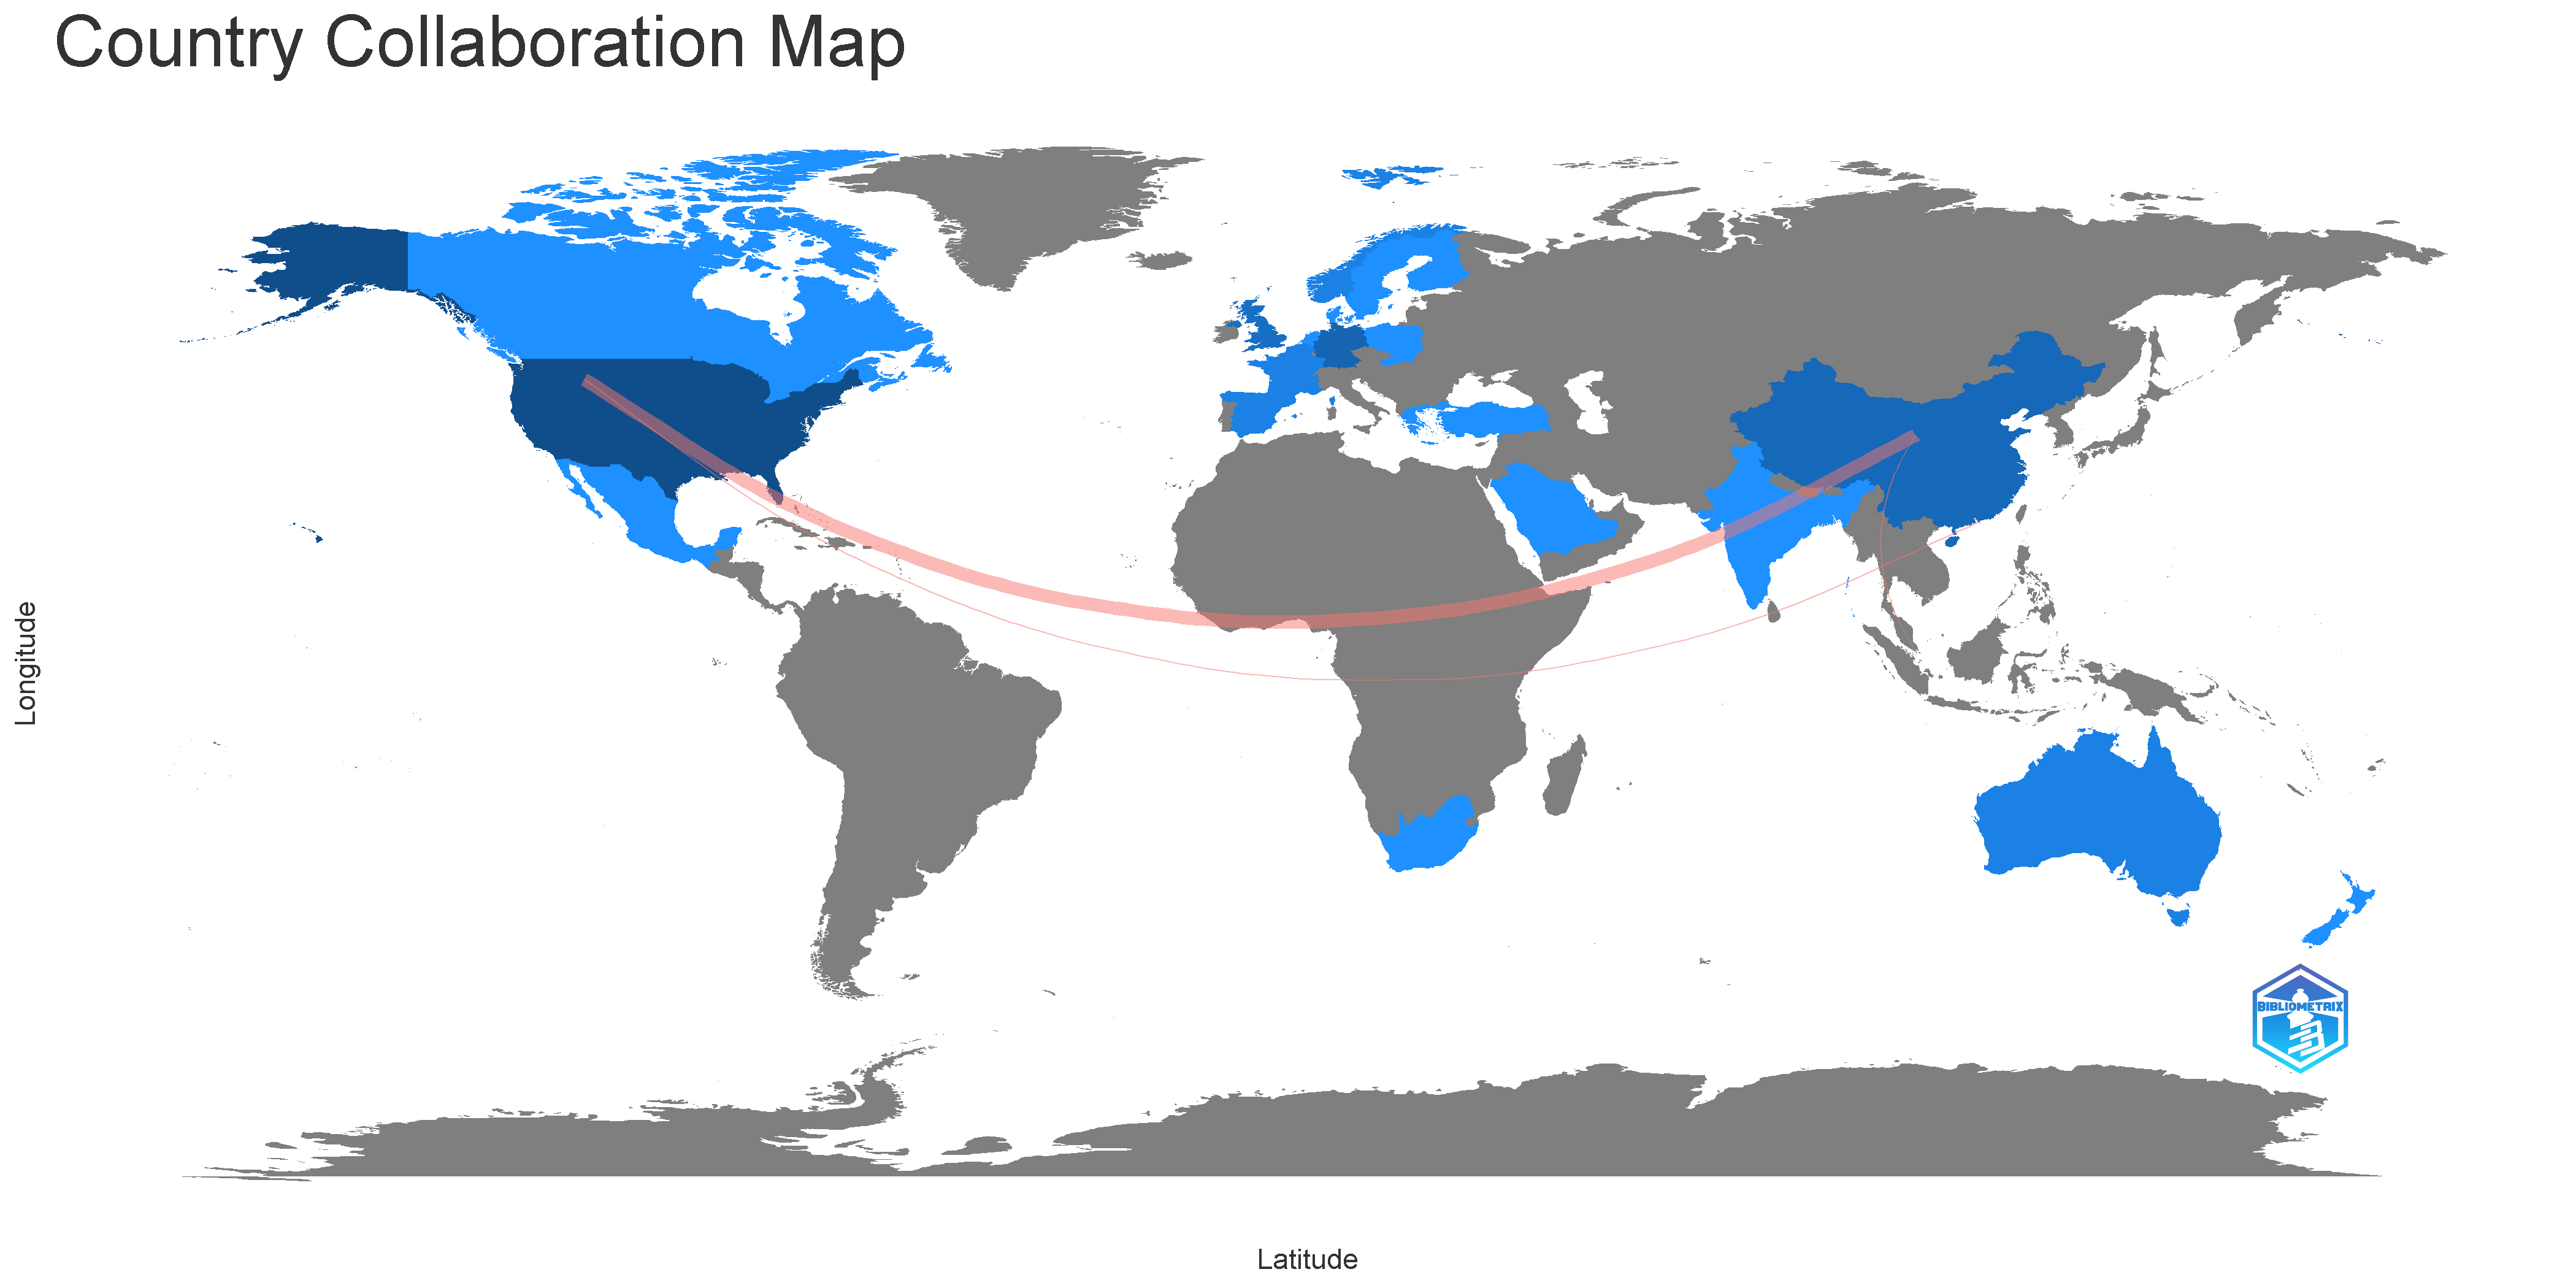 Country Collaboration Map
Longitude
BIBLIOMETRIX
Latitude